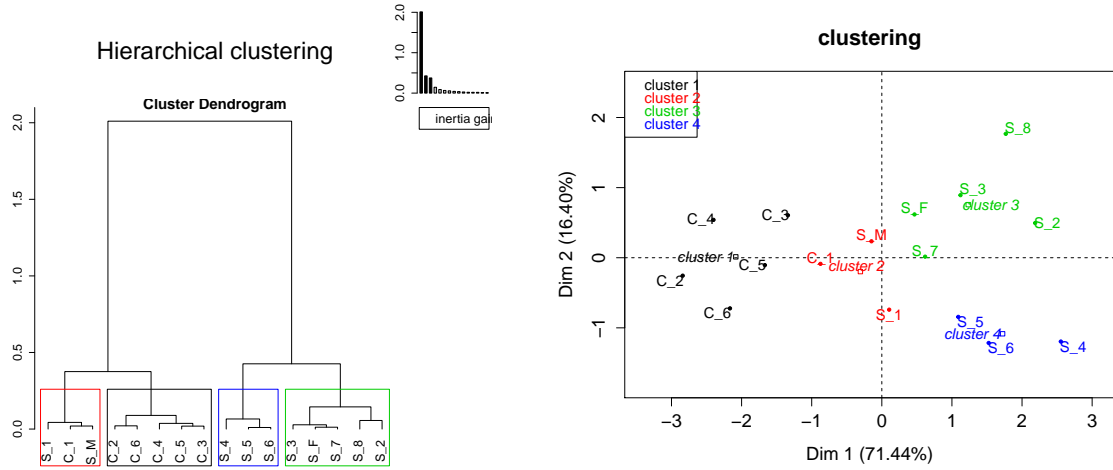 Hierarchical clustering
0.0 1.0 2.0
inertia gai
Cluster Dendrogram
0.0 0.5 1.0 1.5 2.0
S_1 C_1 S_M C_2 C_6 C_4 C_5 C_3 S_4 S_5 S_6 S_3 S_F S_7 S_8 S_2
clustering
cluster 1
cluster 2
cluster 3
cluster 4
S_8
S_3
cluster 3
S_F
S_2
C_4
C_3
S_M
S_7
cluster 1
C_5
C_1
cluster 2
C_2
C_6
S_1
S_5
cluster 4
S_6
S_4
Dim 2 (16.40%)
−1 0 1 2
−3 −2 −1 0 1 2 3
Dim 1 (71.44%)